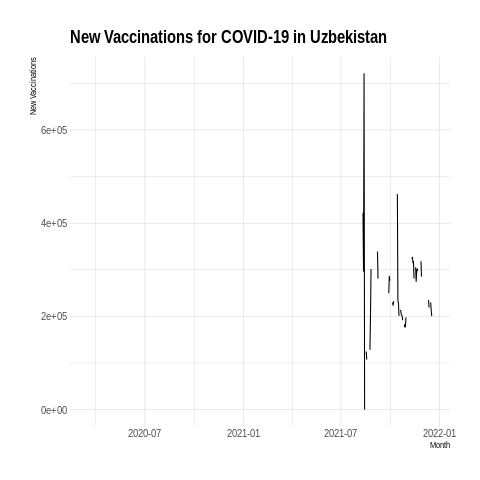 New Vaccinations for COVID-19 in Uzbekistan
New Vaccinations
6e+05
4e+05
2e+05
0e+00
2020-07
2021-01
2021-07
2022-01
Month